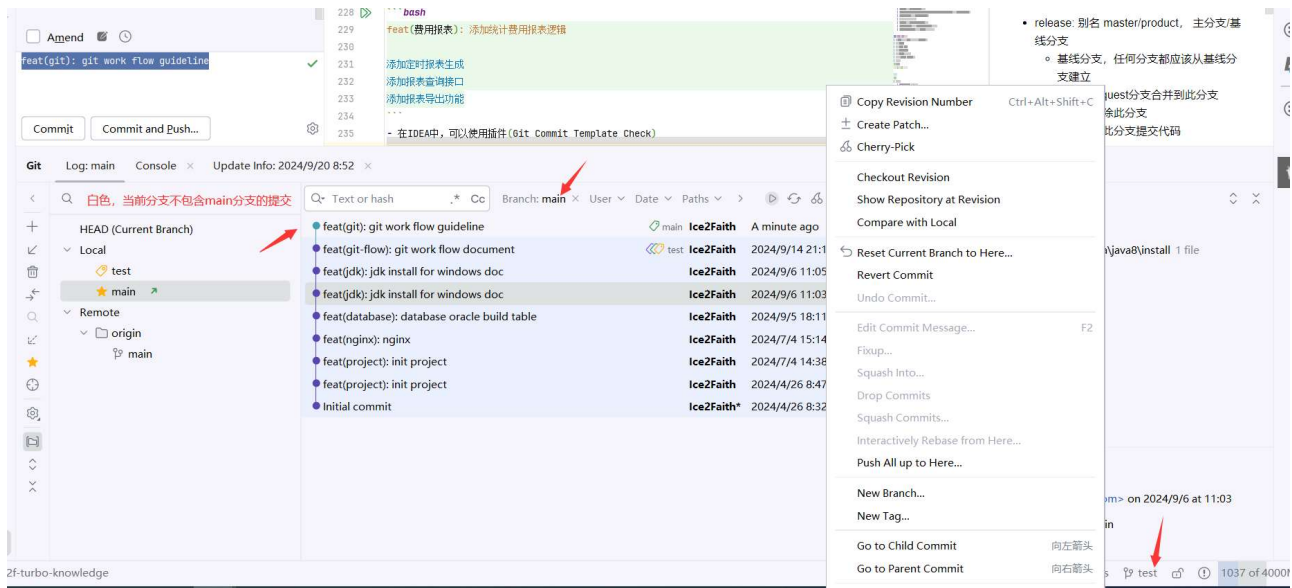 228 ```bash
Amend
229 feat(费用报表): 添加统计费用报表逻辑
230
feat(git): git work flow guideline
231 添加定时报表生成
232 添加报表查询接口
233 添加报表导出功能
234 ```
235 - 在IDEA中, 可以使用插件(Git Commit Template Check)
Commit
Commit and Push...
release: 别名 master/product, 主分支/基
线分支
基线分支, 任何分支都应该从基线分
支建立
uest分支合并到此分支
除此分支
此分支提交代码
Git Log: main Console × Update Info: 2024/9/20 8:52 ×
白色，当前分支不包含main分支的提交
HEAD (Current Branch)
Local
test
main
Remote
origin
main
Text or hash .* Cc Branch: main × User Date Paths
feat(git): git work flow guideline main Ice2Faith A minute ago
feat(git-flow): git work flow document test Ice2Faith 2024/9/14 21:1
feat(jdk): jdk install for windows doc Ice2Faith 2024/9/6 11:05
feat(jdk): jdk install for windows doc Ice2Faith 2024/9/6 11:03
feat(database): database oracle build table Ice2Faith 2024/9/5 18:11
feat(nginx): nginx Ice2Faith 2024/7/4 15:14
feat(project): init project Ice2Faith 2024/7/4 14:38
feat(project): init project Ice2Faith 2024/4/26 8:47
Initial commit Ice2Faith* 2024/4/26 8:32
Copy Revision Number Ctrl+Alt+Shift+C
Create Patch...
Cherry-Pick
Checkout Revision
Show Repository at Revision
Compare with Local
Reset Current Branch to Here...
Revert Commit
Undo Commit...
Edit Commit Message... F2
Fixup...
Squash Into...
Drop Commits
Squash Commits...
Interactively Rebase from Here...
Push All up to Here...
New Branch...
New Tag...
Go to Child Commit 向左箭头
Go to Parent Commit 向右箭头
\java8\install 1 file
om> on 2024/9/6 at 11:03
in
2f-turbo-knowledge
test
1037 of 4000M